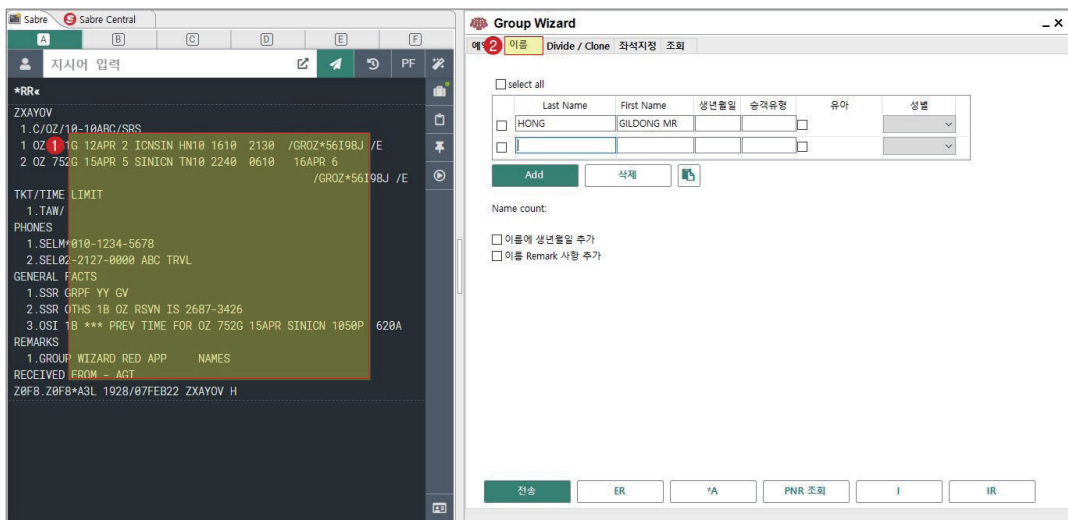 Sabre
Sabre Central
A B C D E F
지시어 입력
PF
*RR«
ZXAYOV
1.C/OZ/10-10ABC/SRS
1 OZ 1 1G 12APR 2 ICNSIN HN10 1610 2130 /GROZ*56I98J /E
2 OZ 752G 15APR 5 SINICN TN10 2240 0610 16APR 6
/GROZ*56I98J /E
TKT/TIME LIMIT
1.TAW/
PHONES
1.SELM*010-1234-5678
2.SEL02-2127-0000 ABC TRVL
GENERAL FACTS
1.SSR GRPF YY GV
2.SSR OTHS 1B OZ RSVN IS 2687-3426
3.OSI 1B *** PREV TIME FOR OZ 752G 15APR SINICN 1050P 620A
REMARKS
1.GROUP WIZARD RED APP NAMES
RECEIVED FROM - AGT
Z0F8.Z0F8*A3L 1928/07FEB22 ZXAYOV H
Group Wizard
2 이름 Divide / Clone 좌석지정 조회
select all
Last Name First Name 생년월일 승객유형 유아 성별
HONG GILDONG MR
Add 삭제
Name count:
이름에 생년월일 추가
이름 Remark 사항 추가
전송 ER *A PNR 조회 I IR